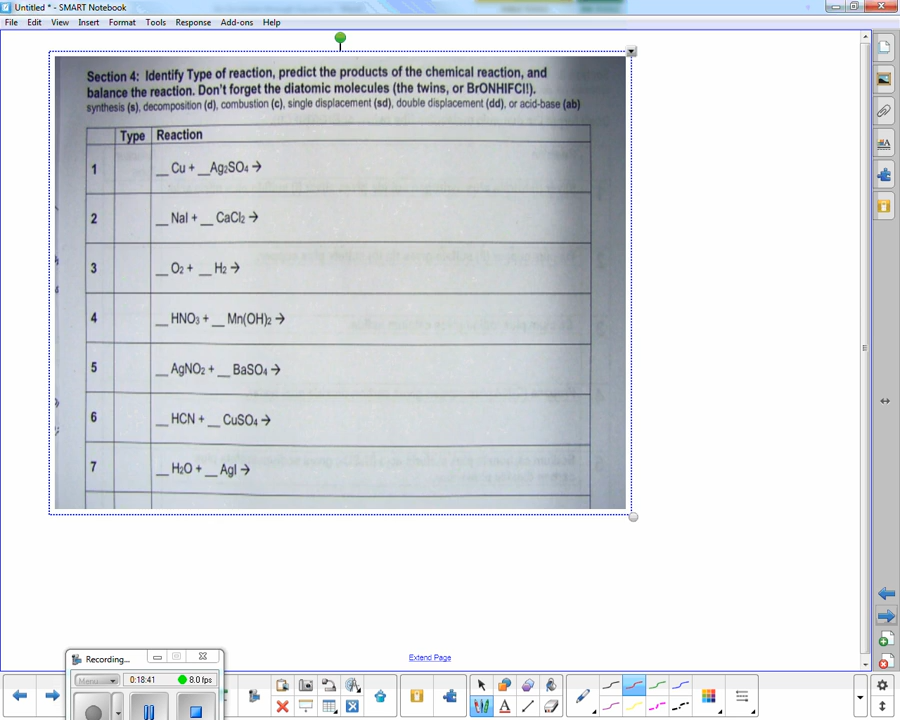 Untitled * - SMART Notebook
File Edit View Insert Format Tools Response Add-ons Help
Section 4: Identify Type of reaction, predict the products of the chemical reaction, and
balance the reaction. Don't forget the diatomic molecules (the twins, or BrONHIFCl!).
synthesis (s), decomposition (d), combustion (c), single displacement (sd), double displacement (dd), or acid-base (ab)
Type Reaction
1 __ Cu + __Ag₂SO₄ →
2 __ NaI + __ CaCl₂ →
3 __ O₂ + __ H₂ →
4 __ HNO₃ + __ Mn(OH)₂ →
5 __ AgNO₂ + __ BaSO₄ →
6 __ HCN + __ CuSO₄ →
7 __ H₂O + __ AgI →
Extend Page
Recording...
Menu 0:18:41 8.0 fps